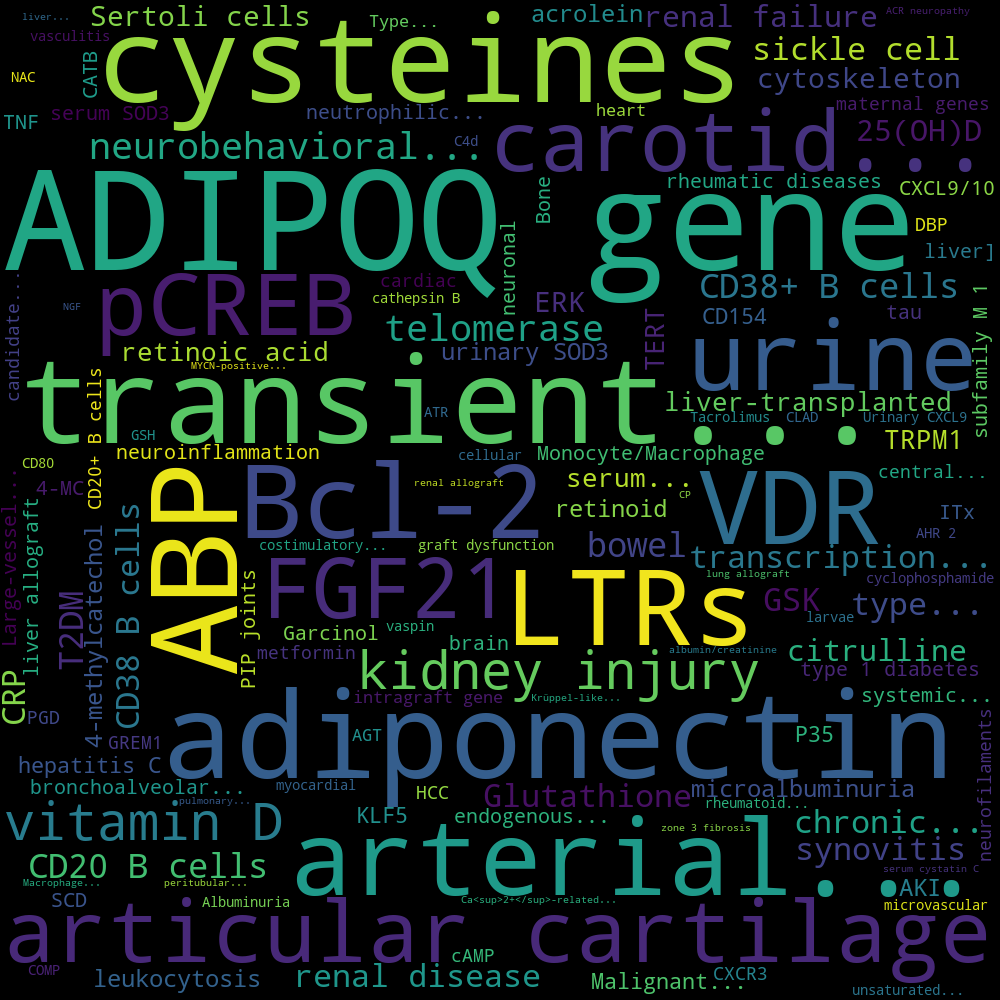 liver...
Sertoli cells
Type...
acrolein
renal failure
ACR neuropathy
vasculitis
cysteines
sickle cell
NAC
CATB
cytoskeleton
TNF
serum SOD3
neutrophilic...
heart
maternal genes
neurobehavioral...
C4d
carotid...
25(OH)D
ADIPOQ gene
rheumatic diseases
CXCL9/10
Bone
DBP
neuronal
liver]
candidate...
NGF
pCREB
cardiac
cathepsin B
ERK
CD38+ B cells
telomerase
TERT
CD154
tau
subfamily M 1
retinoic acid
urinary SOD3
urine
MYCN-positive...
transient...
liver-transplanted
ATR
Tacrolimus
CLAD
Urinary CXCL9
GSH
CD20+ B cells
neuroinflammation
cellular
Monocyte/Macrophage
TRPM1
CD80
Large-vessel...
4-MC
ABP
Bcl-2
renal allograft
serum...
CP
VDR
central...
liver allograft
retinoid
ITx
4-methylcatechol
CD38 B cells
costimulatory...
graft dysfunction
bowel
transcription...
AHR 2
T2DM
PIP joints
FGF21
LTRs
lung allograft
GSK
cyclophosphamide
type...
larvae
Garcinol
vaspin
brain
albumin/creatinine
citrulline
metformin
kidney injury
type 1 diabetes
CRP
intragraft gene
Krüppel-like...
systemic...
PGD
GREM1
adiponectin
AGT
P35
neurofilaments
hepatitis C
bronchoalveolar...
myocardial
HCC
Glutathione
microalbuminuria
pulmonary...
rheumatoid...
vitamin D
KLF5
endogenous...
zone 3 fibrosis
chronic...
arterial...
synovitis
CD20 B cells
serum cystatin C
Macrophage...
peritubular...
AKI
SCD
Albuminuria
Ca<sup>2+</sup>-related...
microvascular
articular cartilage
COMP
leukocytosis
renal disease
cAMP
Malignant...
CXCR3
unsaturated...